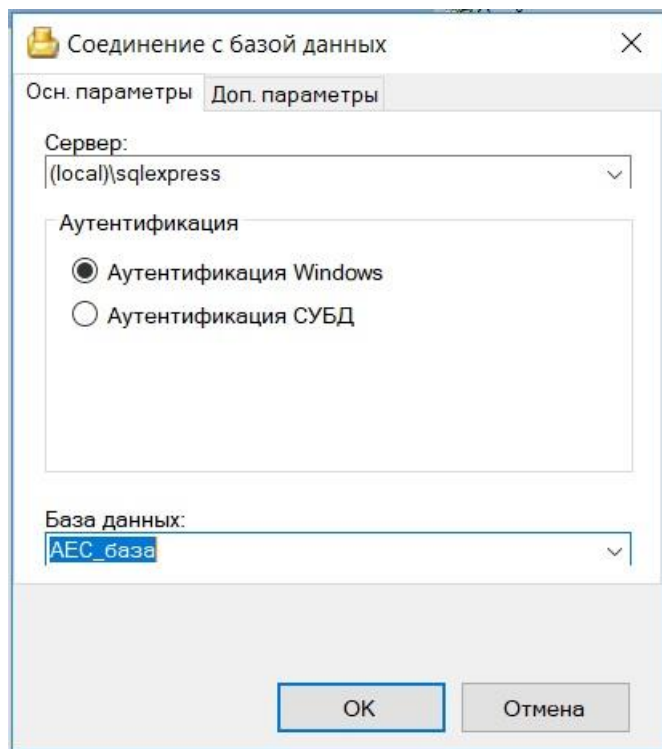 Соединение с базой данных
Осн. параметры Доп. параметры
Сервер:
(local)\sqlexpress
Аутентификация
Аутентификация Windows
Аутентификация СУБД
База данных:
АЕС_база
ОК Отмена